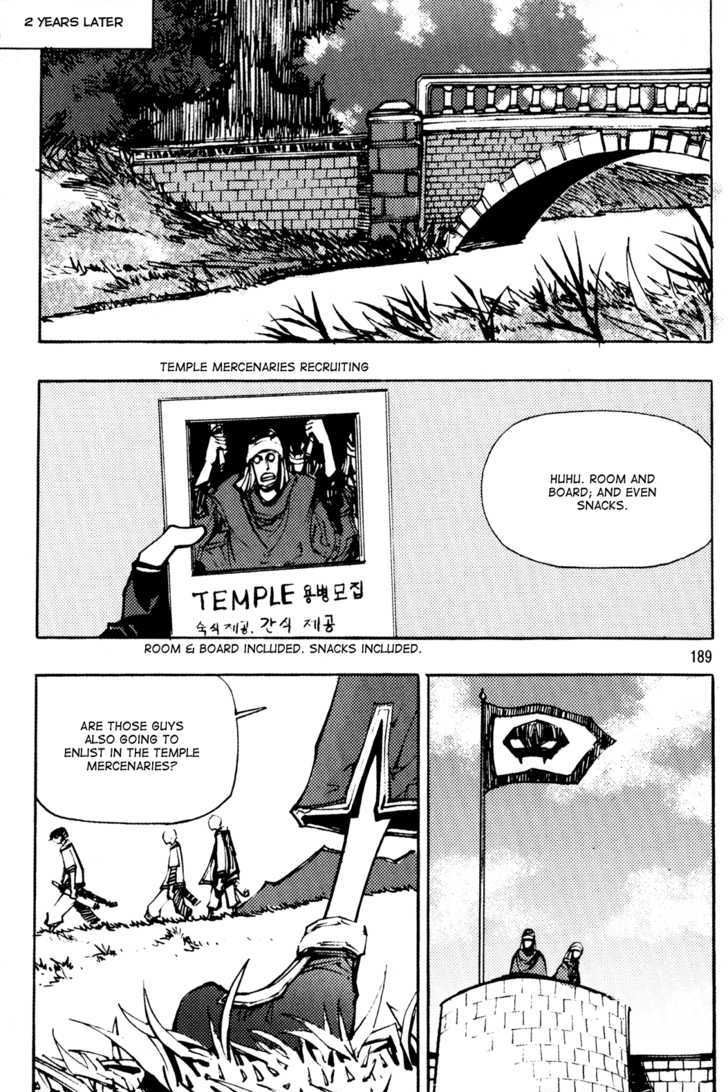 2 YEARS LATER
TEMPLE MERCENARIES RECRUITING
HUHU. ROOM AND
BOARD; AND EVEN
SNACKS.
TEMPLE 용병모집
숙식 제공. 간식 제공
ROOM & BOARD INCLUDED. SNACKS INCLUDED.
189
ARE THOSE GUYS
ALSO GOING TO
ENLIST IN THE TEMPLE
MERCENARIES?